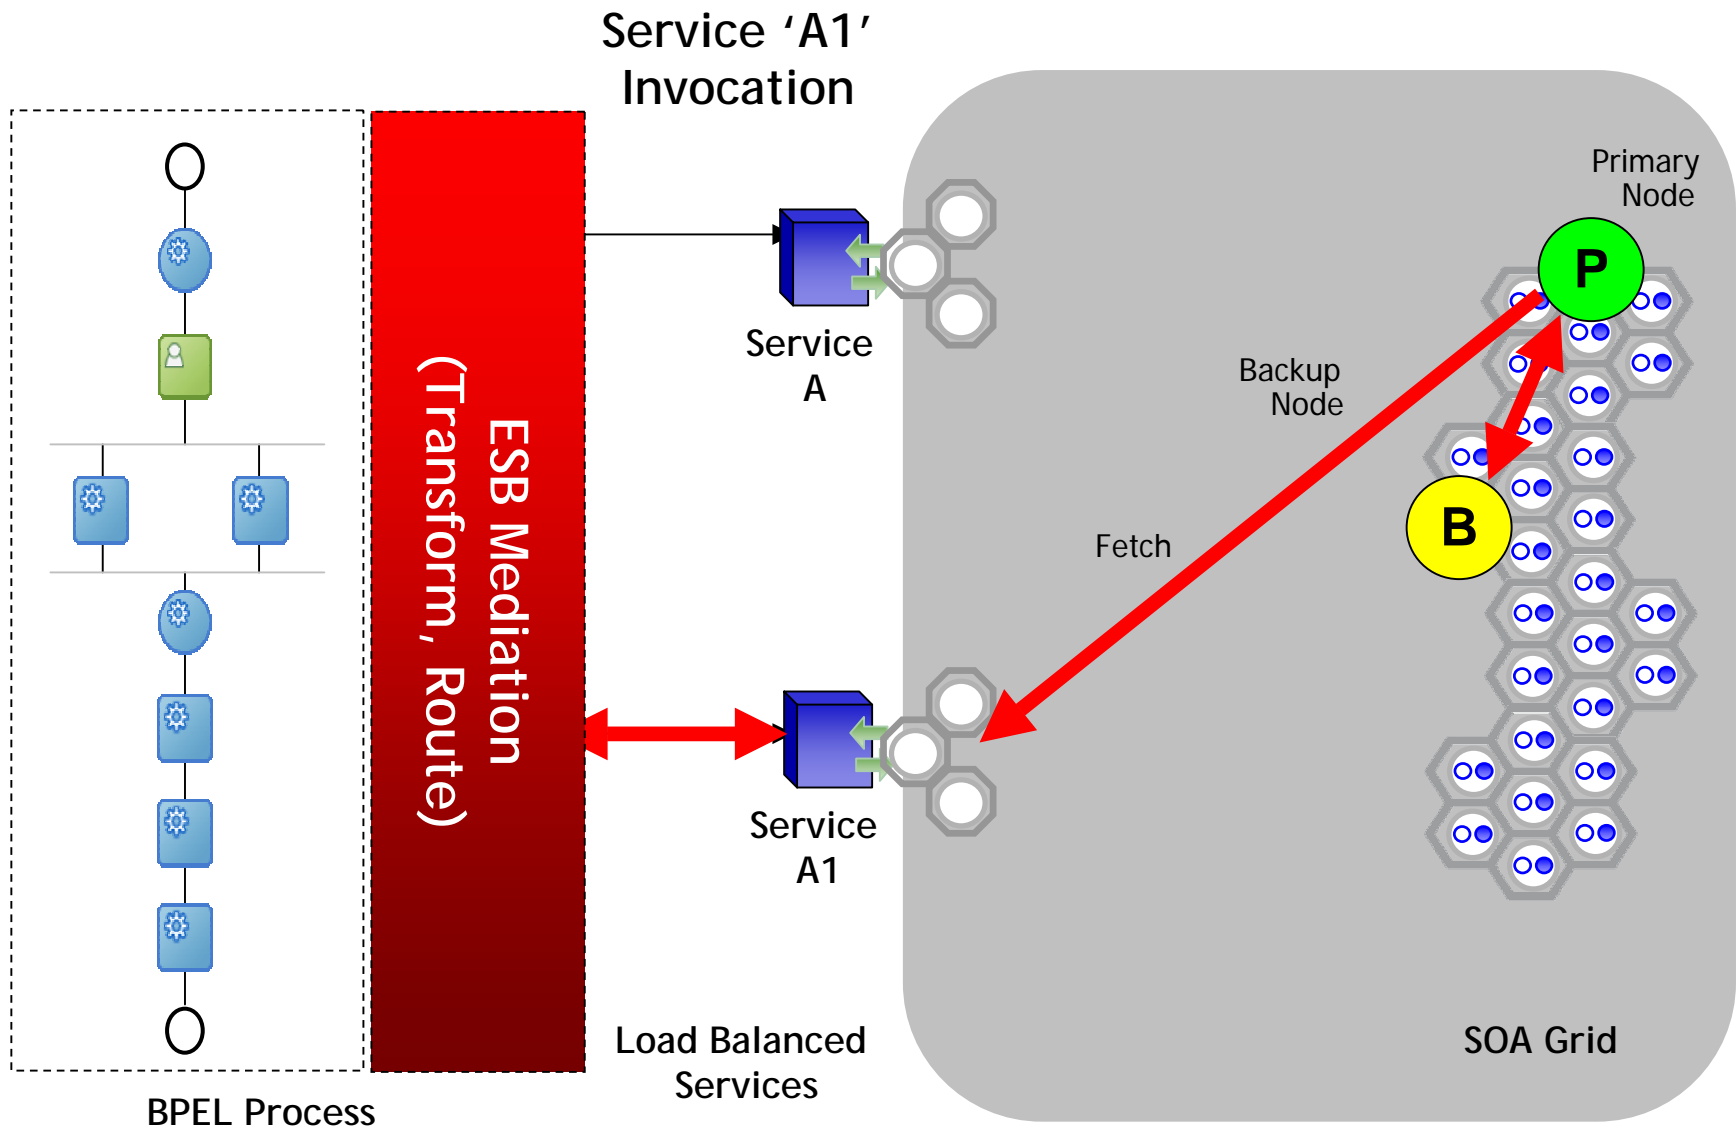 Service ‘A1’
Invocation
Primary
Node
P
Service
A
Backup
Node
ESB Mediation
(Transform, Route)
B
Fetch
Service
A1
Load Balanced
Services
SOA Grid
BPEL Process